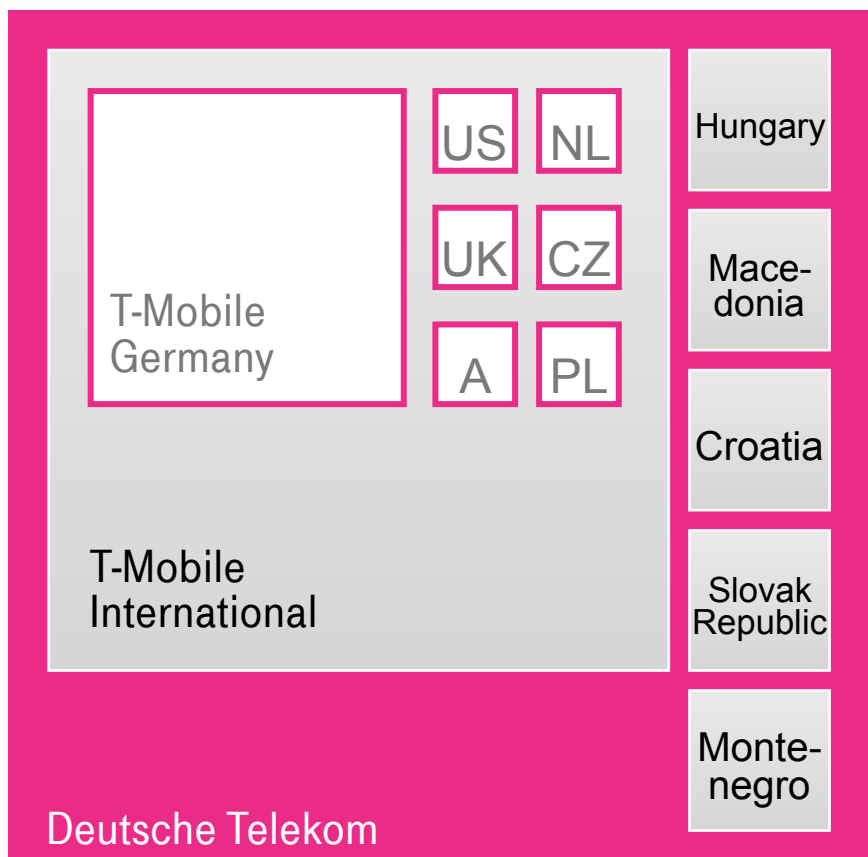 T-Mobile
Germany
US
NL
UK
CZ
A
PL
T-Mobile
International
Deutsche Telekom
Hungary
Mace-
donia
Croatia
Slovak
Republic
Monte-
negro